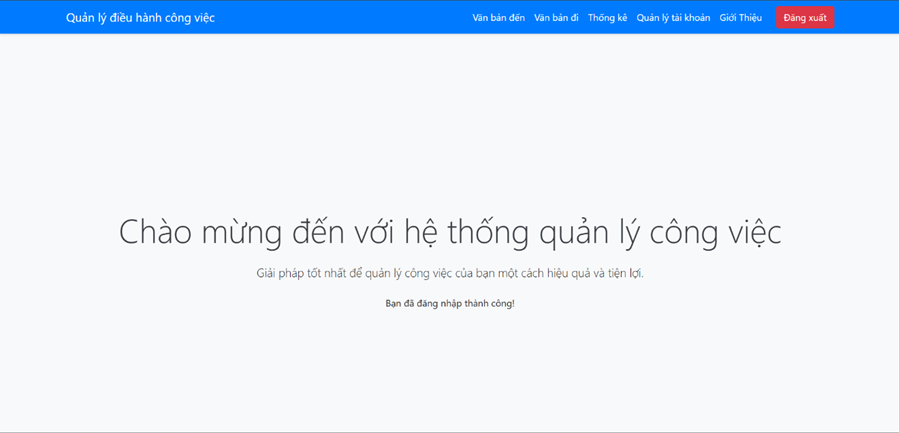 Quản lý điều hành công việc
Văn bản đến Văn bản đi Thống kê Quản lý tài khoản Giới Thiệu Đăng xuất
Chào mừng đến với hệ thống quản lý công việc
Giải pháp tốt nhất để quản lý công việc của bạn một cách hiệu quả và tiện lợi.
Bạn đã đăng nhập thành công!